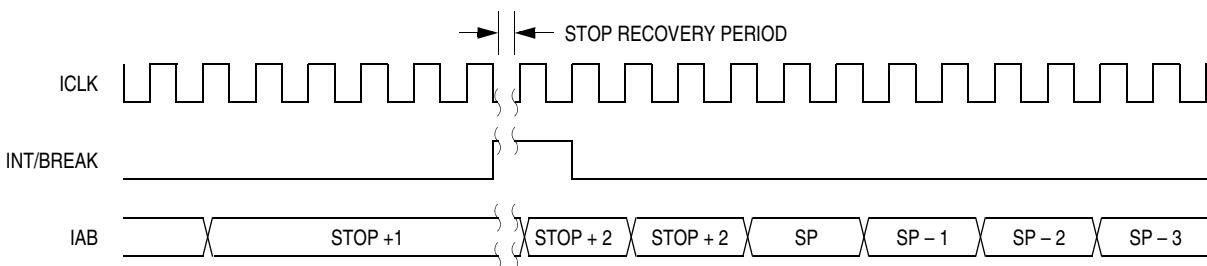 STOP RECOVERY PERIOD
ICLK
INT/BREAK
IAB STOP +1 STOP + 2 STOP + 2 SP SP – 1 SP – 2 SP – 3